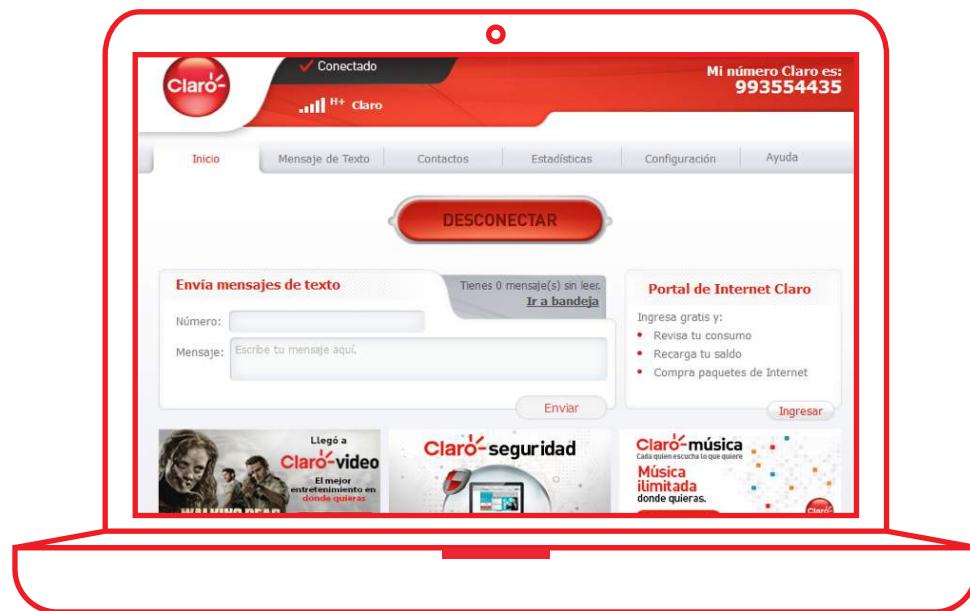 Claro
Conectado
H+ Claro
Mi número Claro es:
993554435
Inicio
Mensaje de Texto
Contactos
Estadísticas
Configuración
Ayuda
DESCONECTAR
Envía mensajes de texto
Tienes 0 mensaje(s) sin leer.
Ir a bandeja
Número:
Mensaje:
Escribe tu mensaje aquí.
Enviar
Portal de Internet Claro
Ingresa gratis y:
Revisa tu consumo
Recarga tu saldo
Compra paquetes de Internet
Ingresar
Llegó a
Claro-video
El mejor
entretenimiento en
donde quieras
WALKING DEAD
Claro-seguridad
Claro-música
Cada quien escucha lo que quiere
Música
ilimitada
donde quieras.
Claro